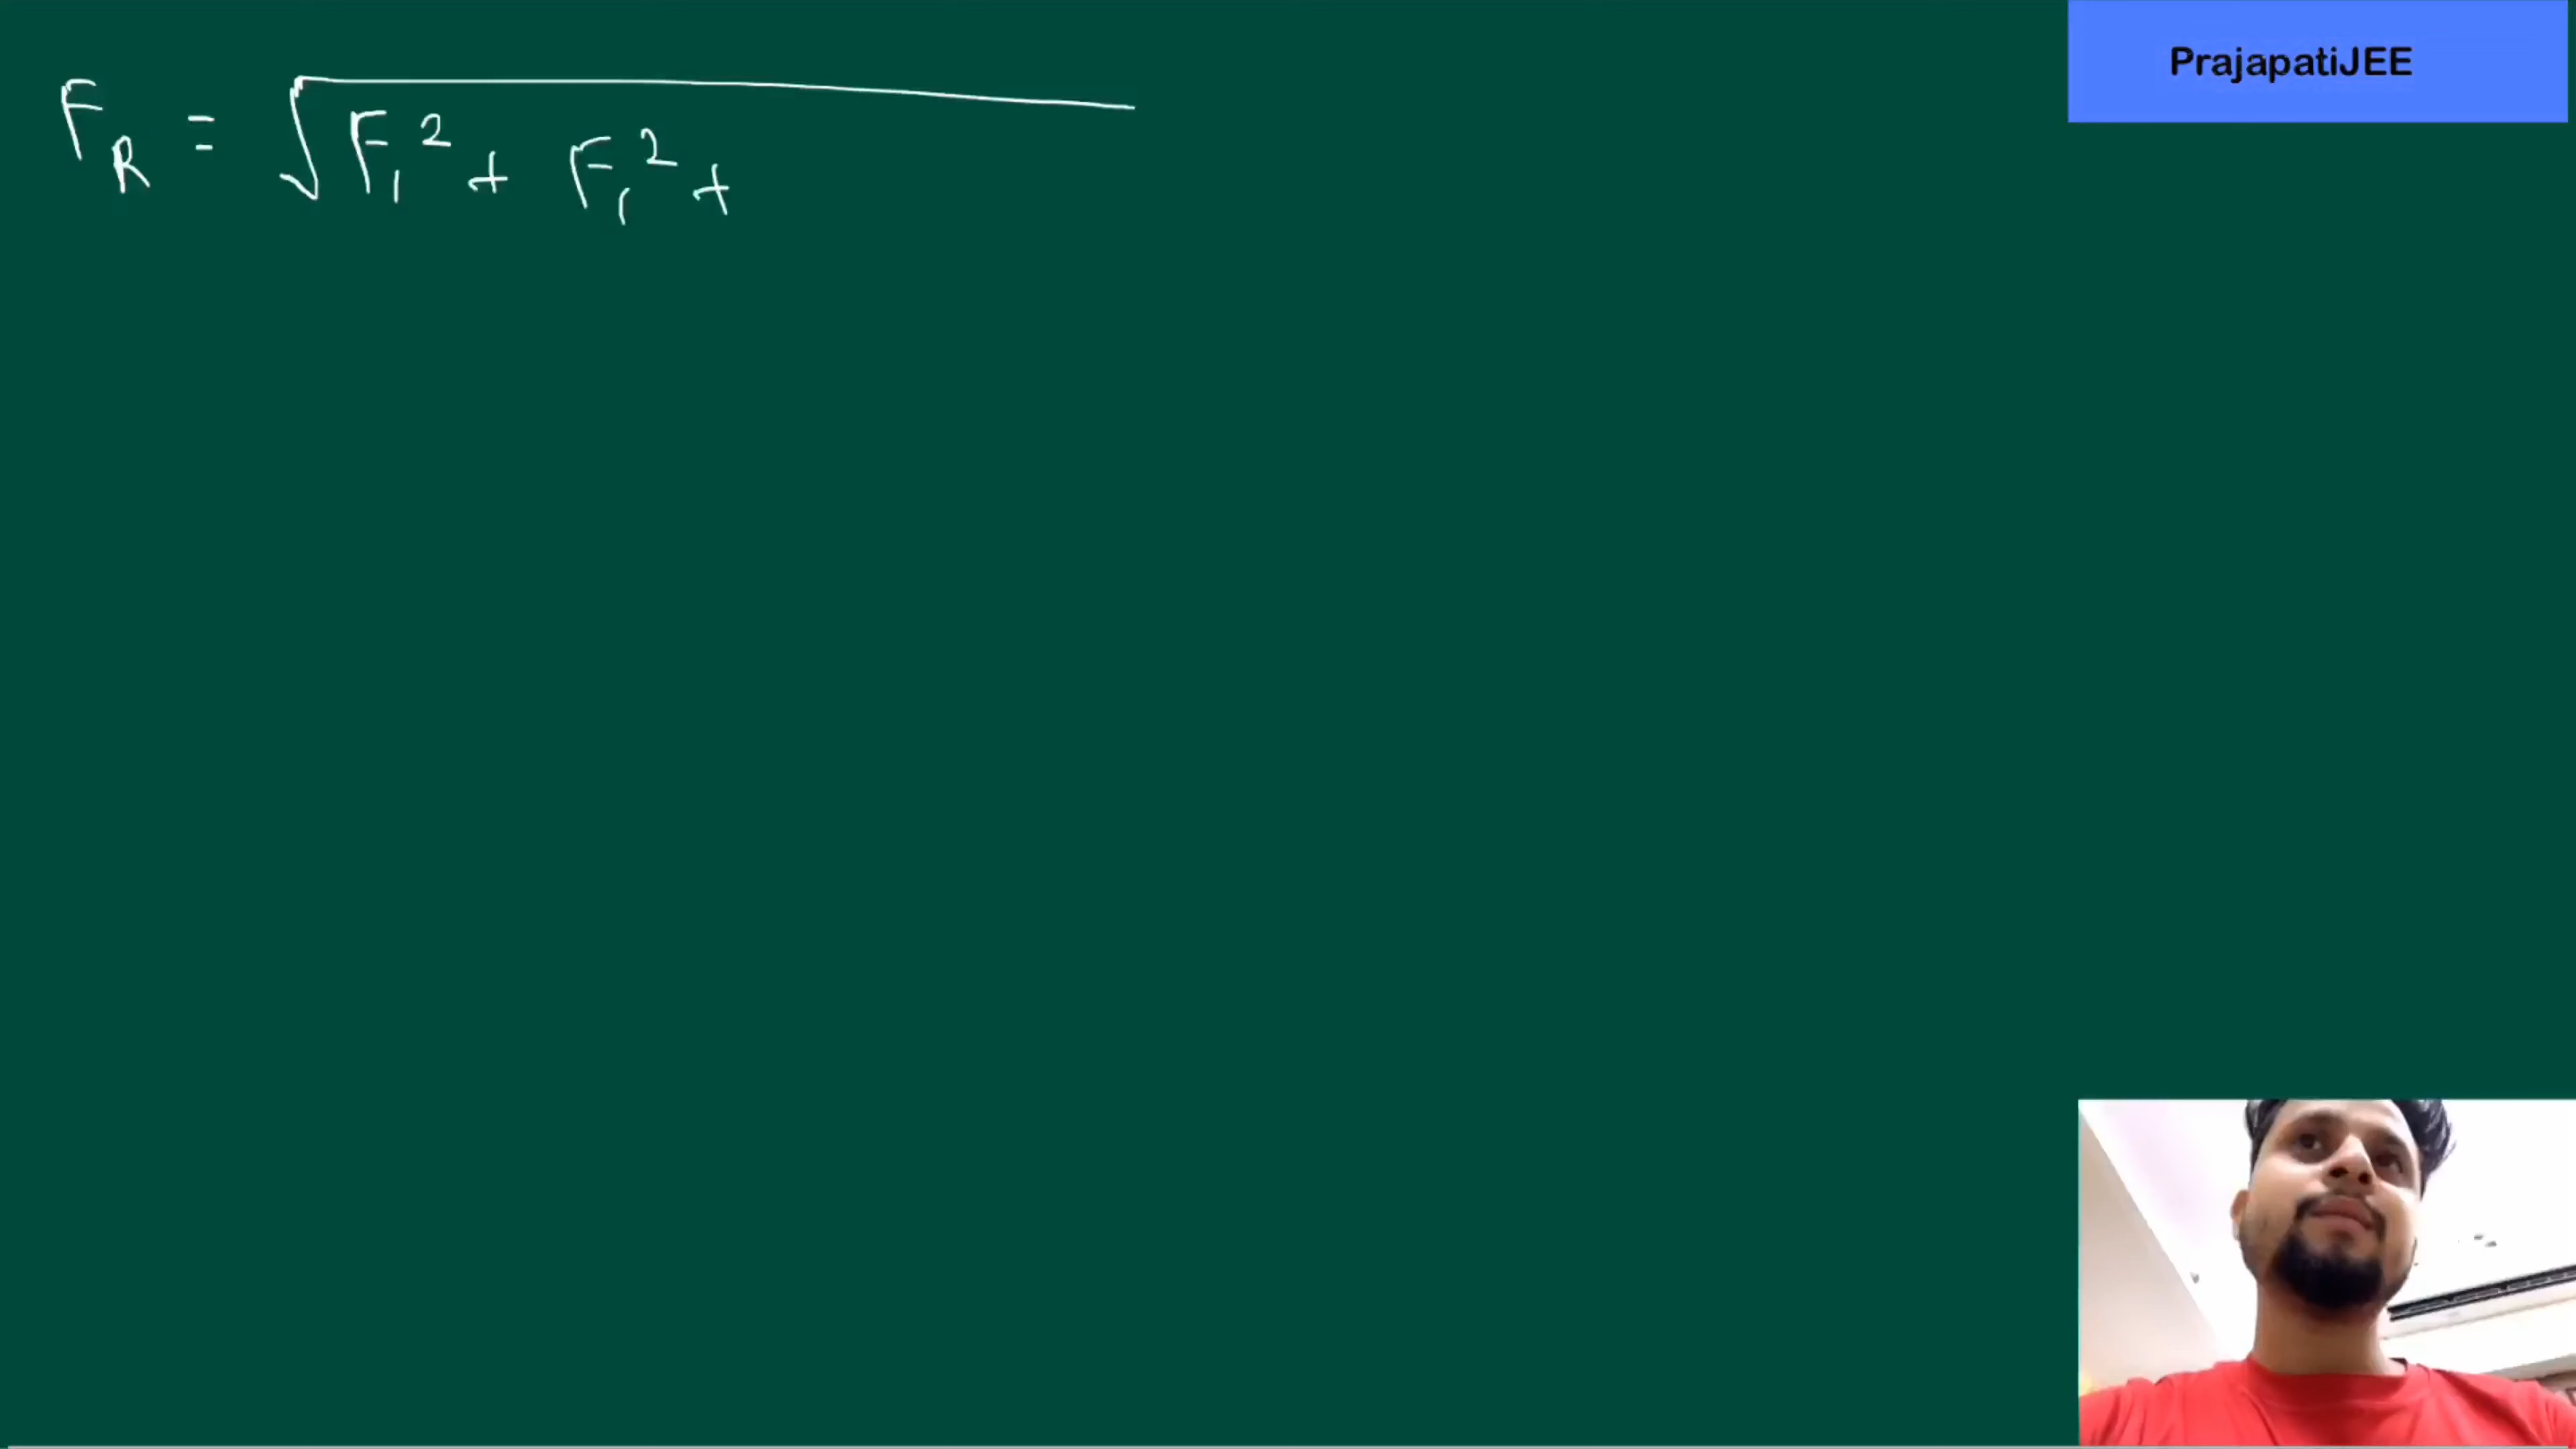 PrajapatiJEE
F_R = √(F₁² + F₁² +